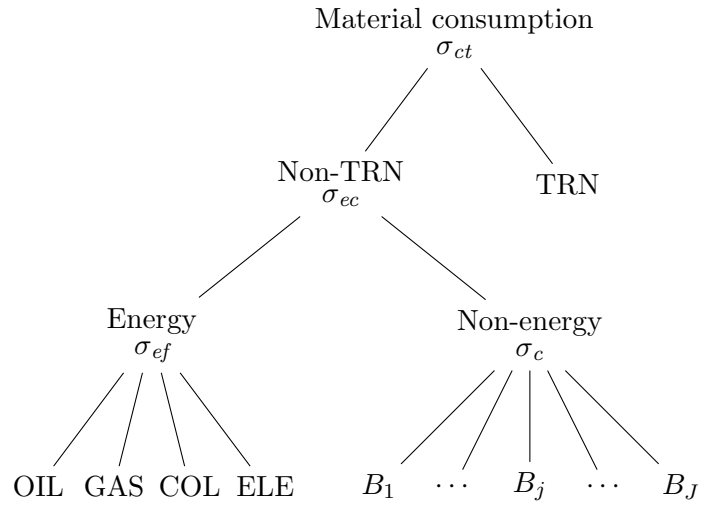 Material consumption
σ_ct
Non-TRN
σ_ec
TRN
Energy
σ_ef
Non-energy
σ_c
OIL GAS COL ELE B_1 ⋯ B_j ⋯ B_J